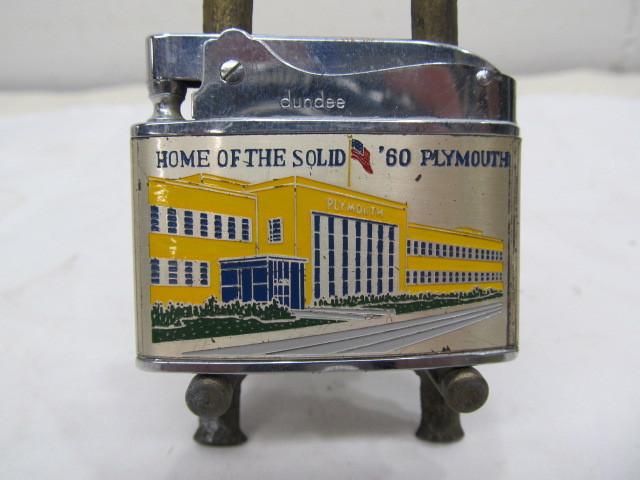 dundee
HOME OF THE SOLID '60 PLYMOUTH
PLYMOUTH